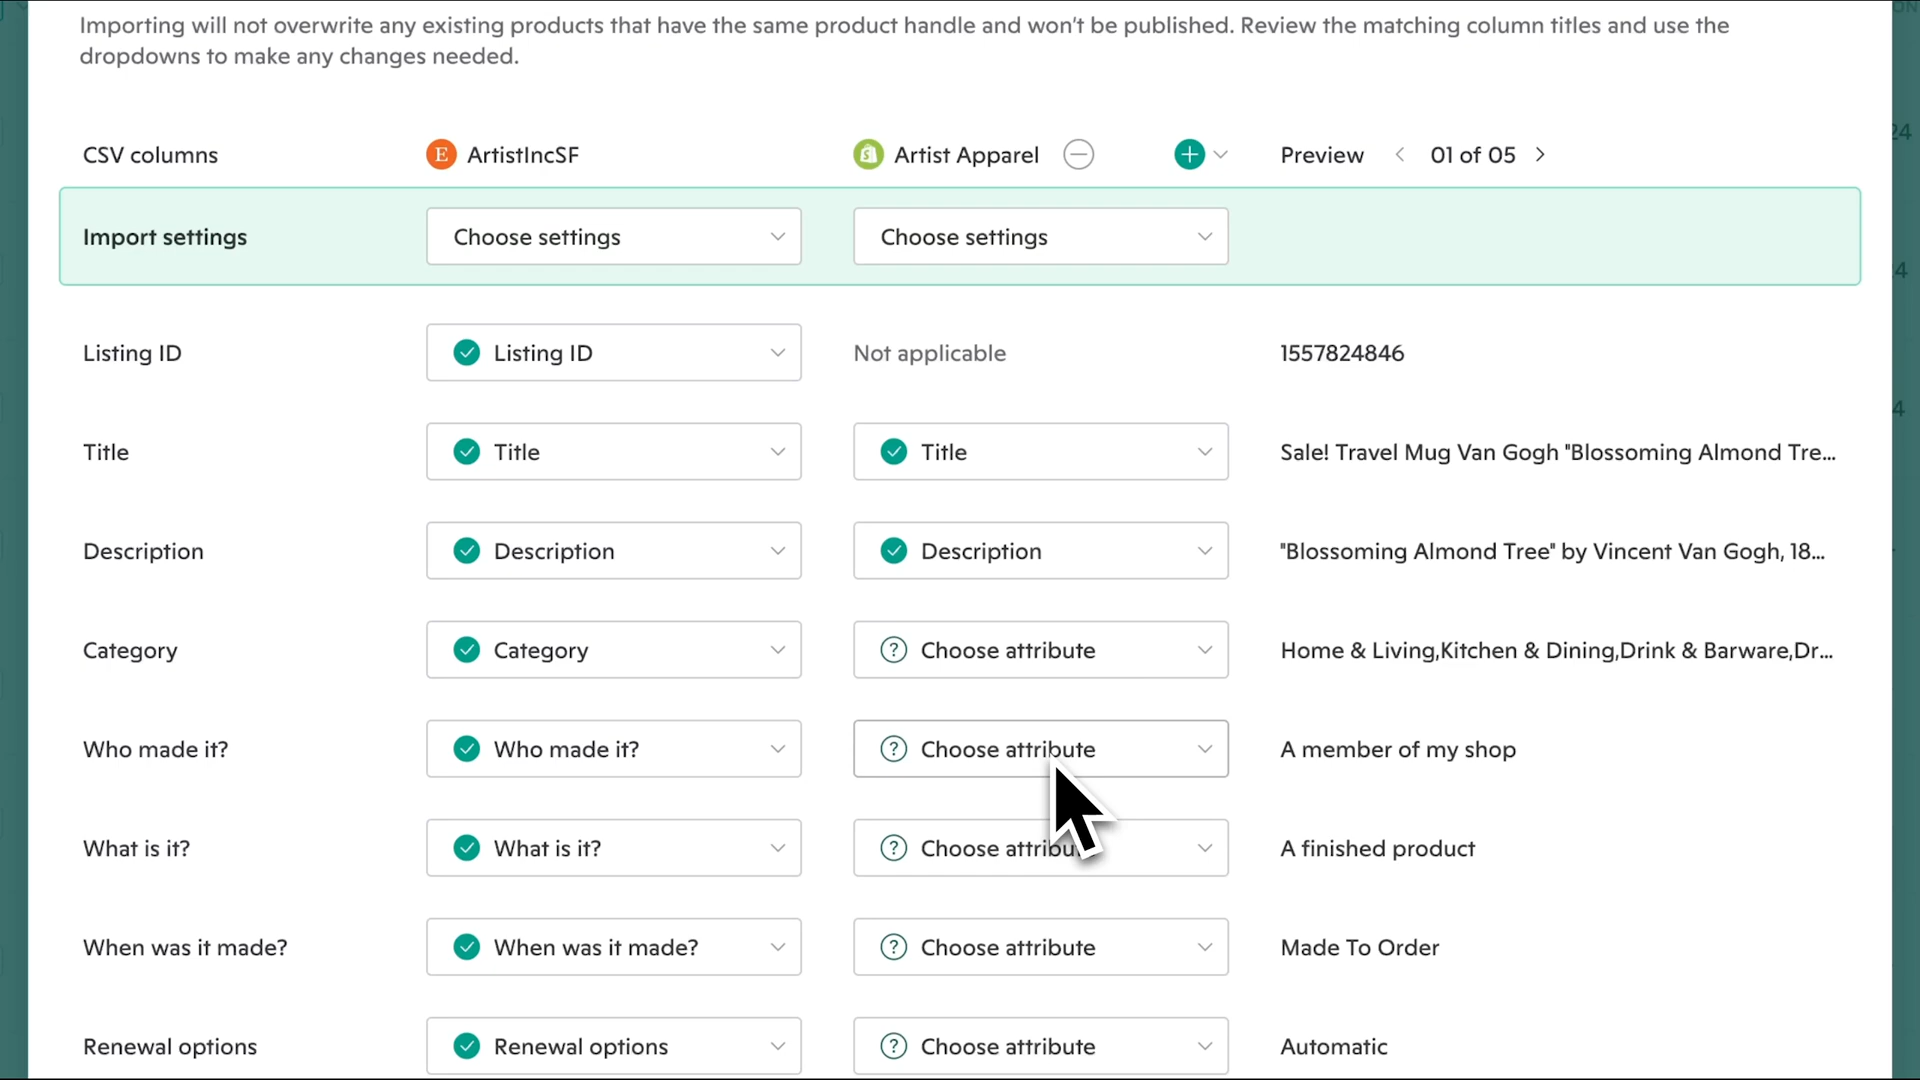 Importing will not overwrite any existing products that have the same product handle and won't be published. Review the matching column titles and use the
dropdowns to make any changes needed.
CSV columns
E ArtistIncSF
Artist Apparel
Preview 01 of 05
Import settings
Choose settings
Choose settings
Listing ID
Listing ID
Not applicable
1557824846
Title
Title
Title
Sale! Travel Mug Van Gogh "Blossoming Almond Tre...
Description
Description
Description
"Blossoming Almond Tree" by Vincent Van Gogh, 18...
Category
Category
? Choose attribute
Home & Living,Kitchen & Dining,Drink & Barware,Dr...
Who made it?
Who made it?
? Choose attribute
A member of my shop
What is it?
What is it?
? Choose
A finished product
When was it made?
When was it made?
? Choose attribute
Made To Order
Renewal options
Renewal options
? Choose attribute
Automatic